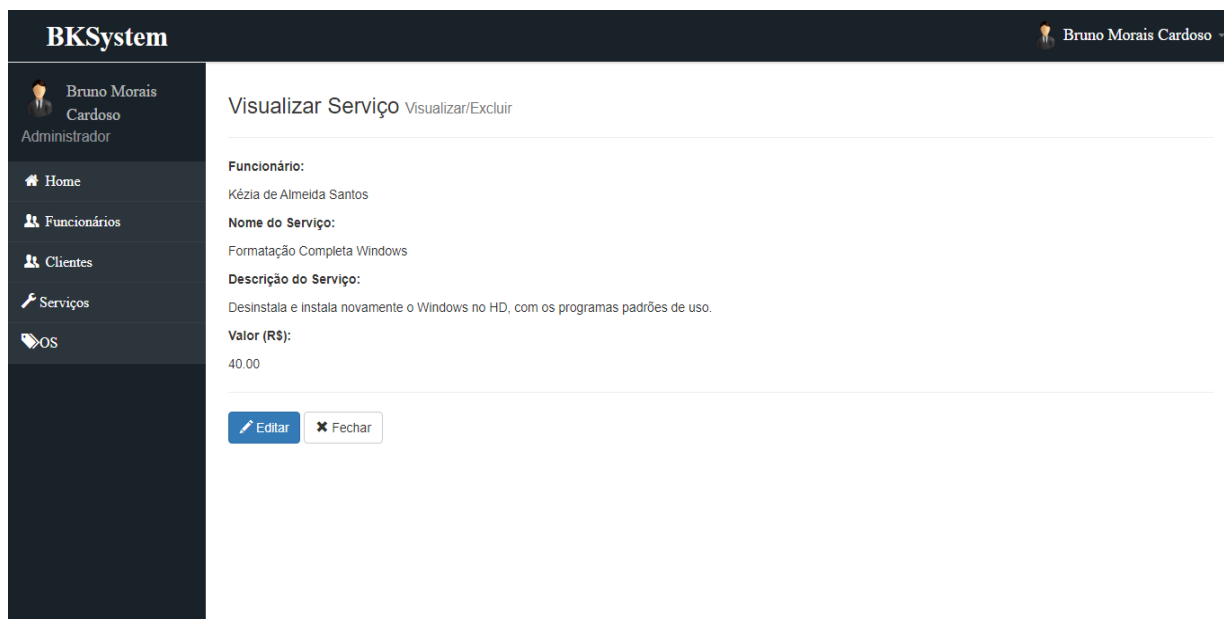 BKSystem
Bruno Morais Cardoso
Bruno Morais
Cardoso
Administrador
Home
Funcionários
Clientes
Serviços
OS
Visualizar Serviço Visualizar/Excluir
Funcionário:
Kézia de Almeida Santos
Nome do Serviço:
Formatação Completa Windows
Descrição do Serviço:
Desinstala e instala novamente o Windows no HD, com os programas padrões de uso.
Valor (R$):
40.00
Editar
Fechar